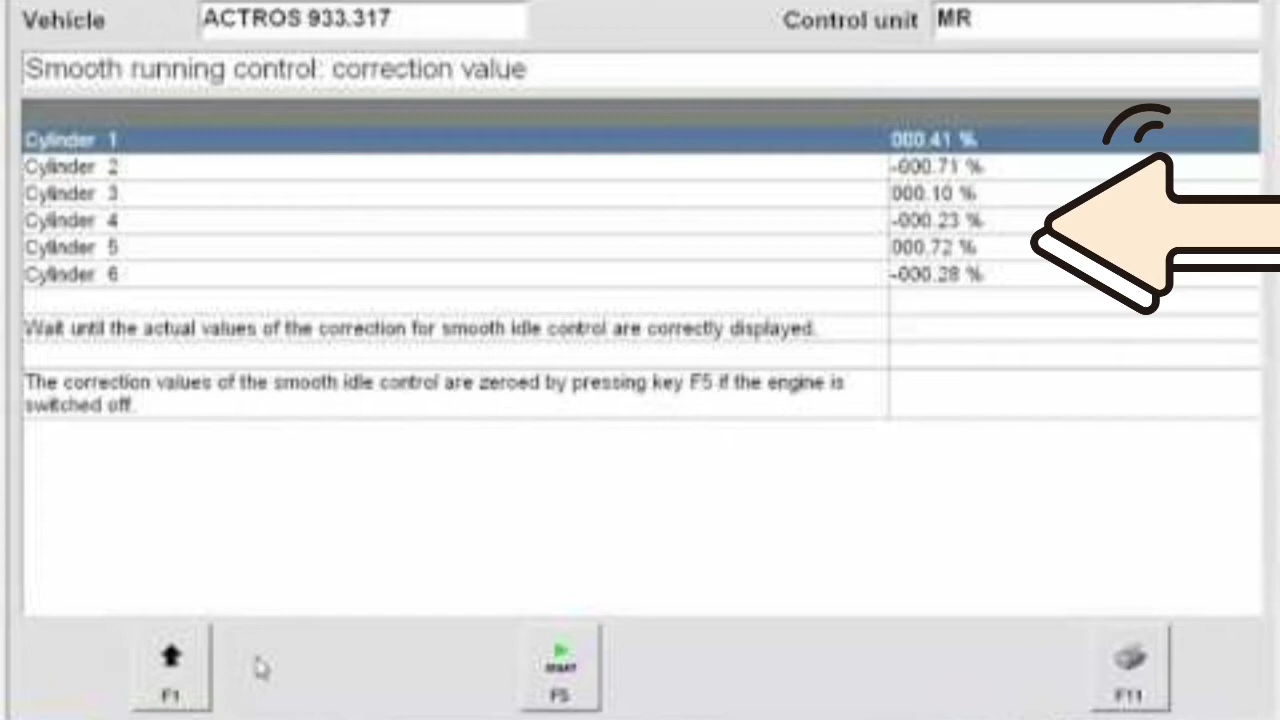 Vehicle ACTROS 933.317 Control unit MR
Smooth running control: correction value
Cylinder 1 000.41 %
Cylinder 2 -000.71 %
Cylinder 3 000.10 %
Cylinder 4 -000.23 %
Cylinder 5 000.72 %
Cylinder 6 -000.28 %
Wait until the actual values of the correction for smooth idle control are correctly displayed.
The correction values of the smooth idle control are zeroed by pressing key F5 if the engine is
switched off.
START
F1 F5 F11